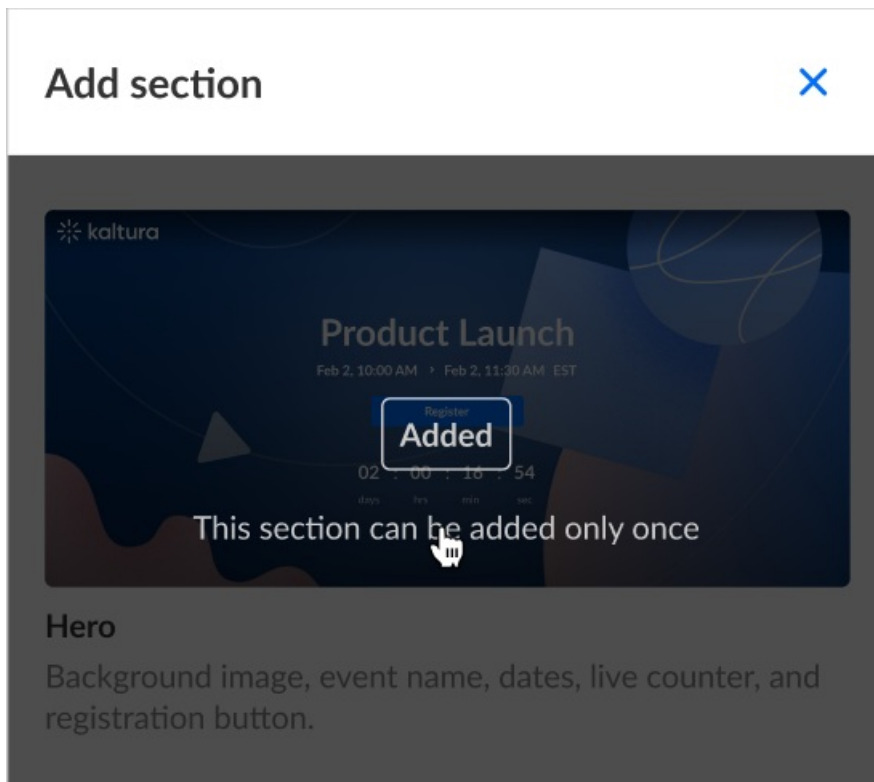 Add section
kaltura
Product Launch
Feb 2, 10:00 AM › Feb 2, 11:30 AM EST
Register
Added
02 : 00 : 16 : 54
days hrs min sec
This section can be added only once
Hero
Background image, event name, dates, live counter, and
registration button.